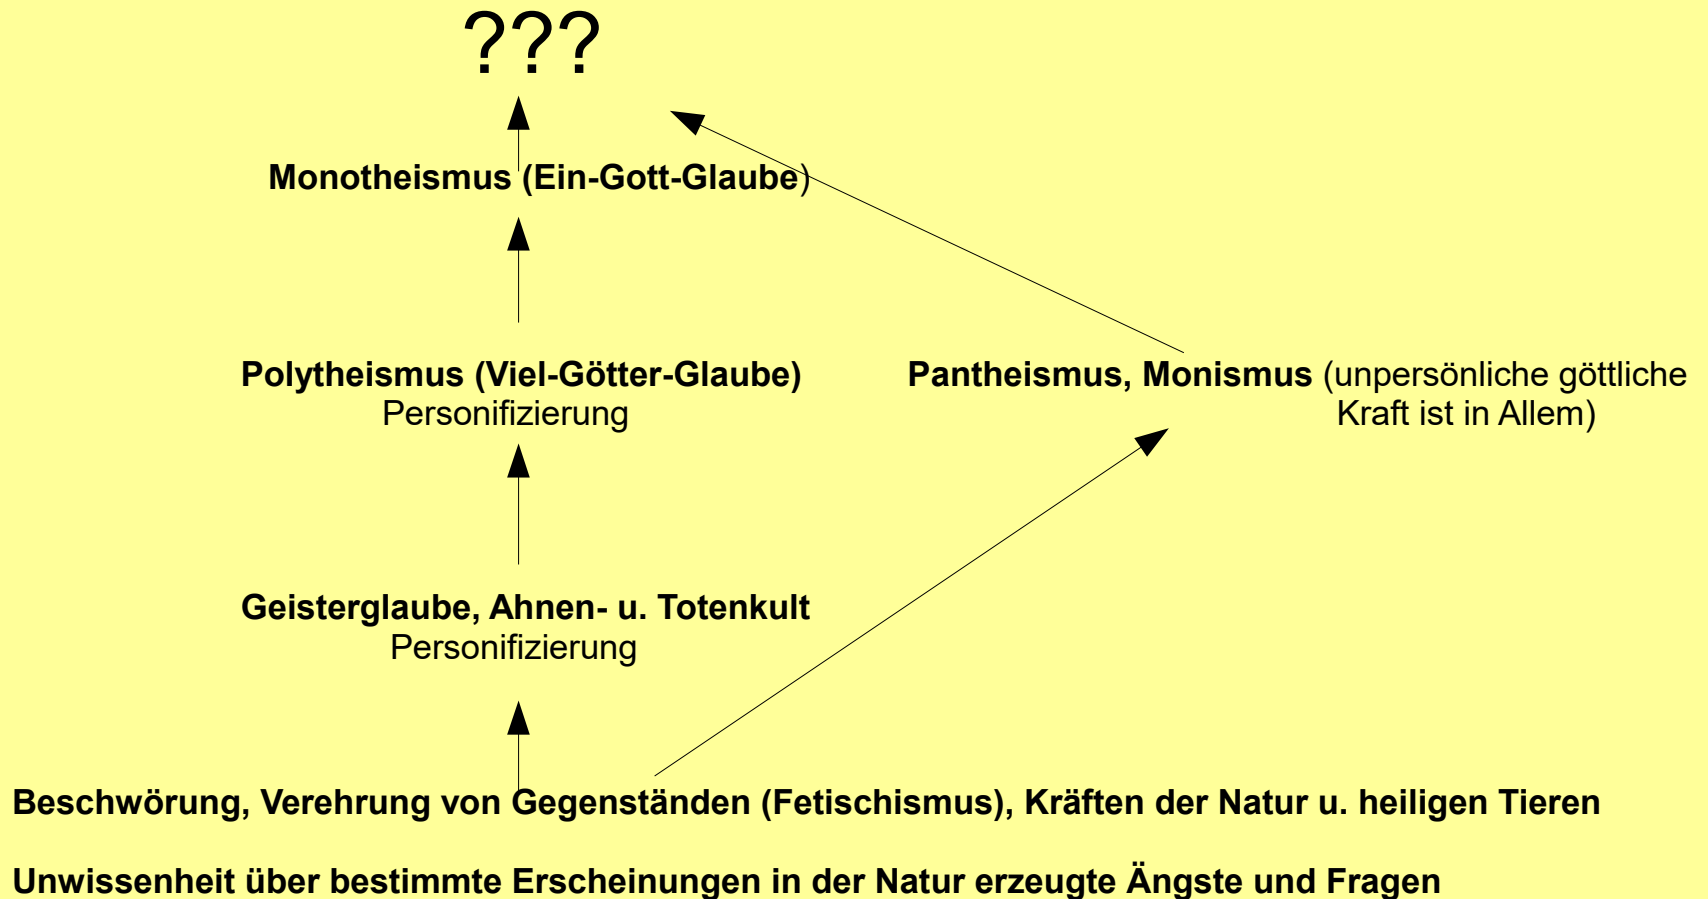 ???
Monotheismus (Ein-Gott-Glaube)
Polytheismus (Viel-Götter-Glaube)
Personifizierung
Pantheismus, Monismus (unpersönliche göttliche
Kraft ist in Allem)
Geisterglaube, Ahnen- u. Totenkult
Personifizierung
Beschwörung, Verehrung von Gegenständen (Fetischismus), Kräften der Natur u. heiligen Tieren
Unwissenheit über bestimmte Erscheinungen in der Natur erzeugte Ängste und Fragen